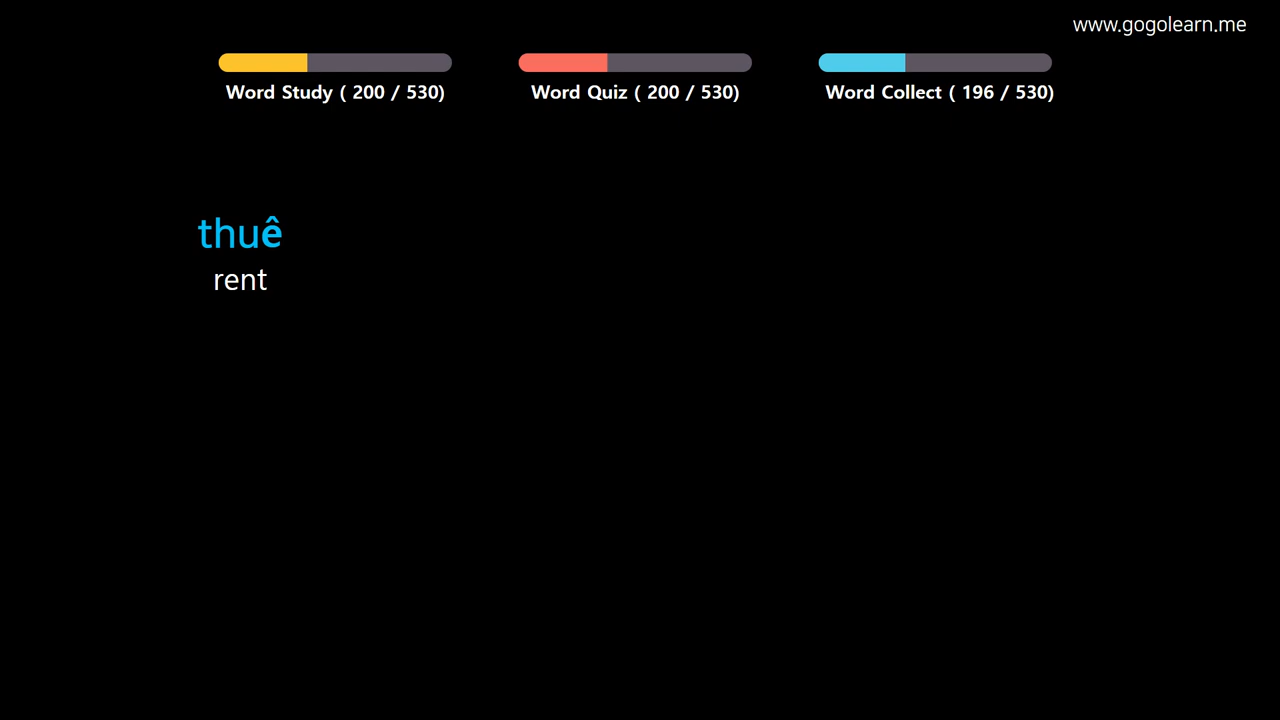 www.gogolearn.me
Word Study ( 200 / 530)
Word Quiz ( 200 / 530)
Word Collect ( 196 / 530)
thuê
rent